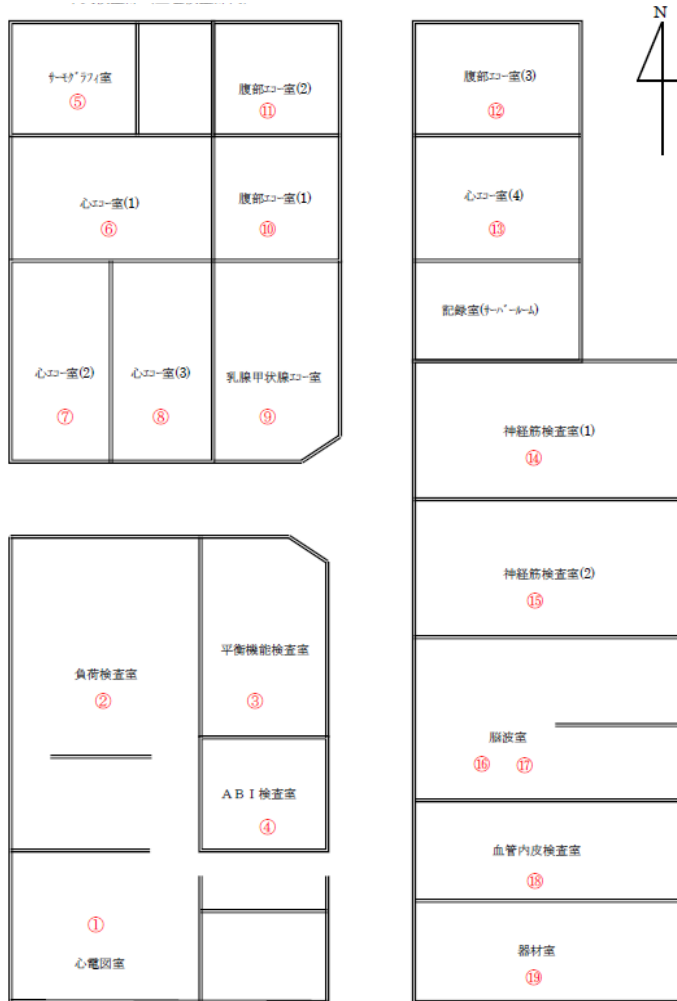 N
サーモグラフィ室
⑤
腹部エコー室(2)
⑪
腹部エコー室(3)
⑫
心エコー室(1)
⑥
腹部エコー室(1)
⑩
心エコー室(4)
⑬
記録室(サーバールーム)
心エコー室(2)
⑦
心エコー室(3)
⑧
乳腺甲状腺エコー室
⑨
神経筋検査室(1)
⑭
神経筋検査室(2)
⑮
負荷検査室
②
平衡機能検査室
③
脳波室
⑯ ⑰
ABI検査室
④
血管内皮検査室
⑱
①
心電図室
器材室
⑲